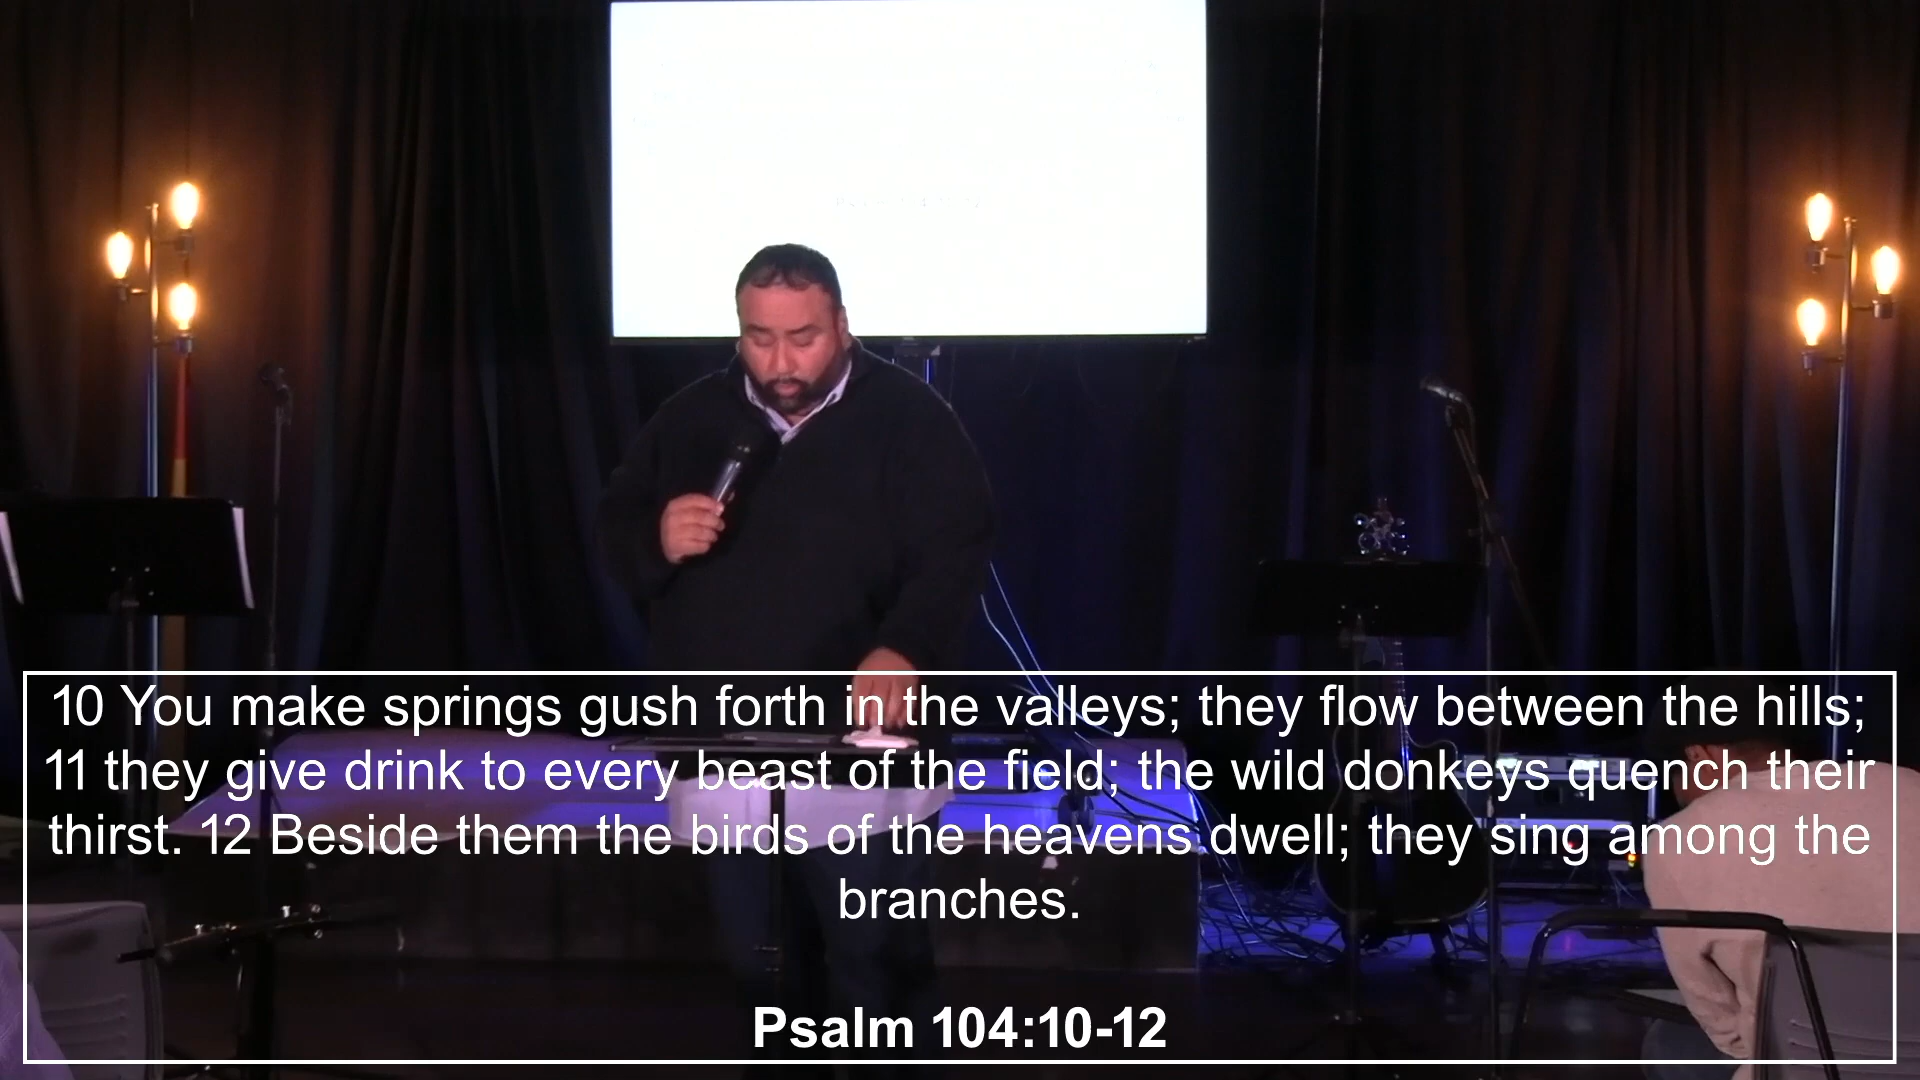 10 You make springs gush forth in the valleys; they flow between the hills;
11 they give drink to every beast of the field; the wild donkeys quench their
thirst. 12 Beside them the birds of the heavens dwell; they sing among the
branches.
Psalm 104:10-12